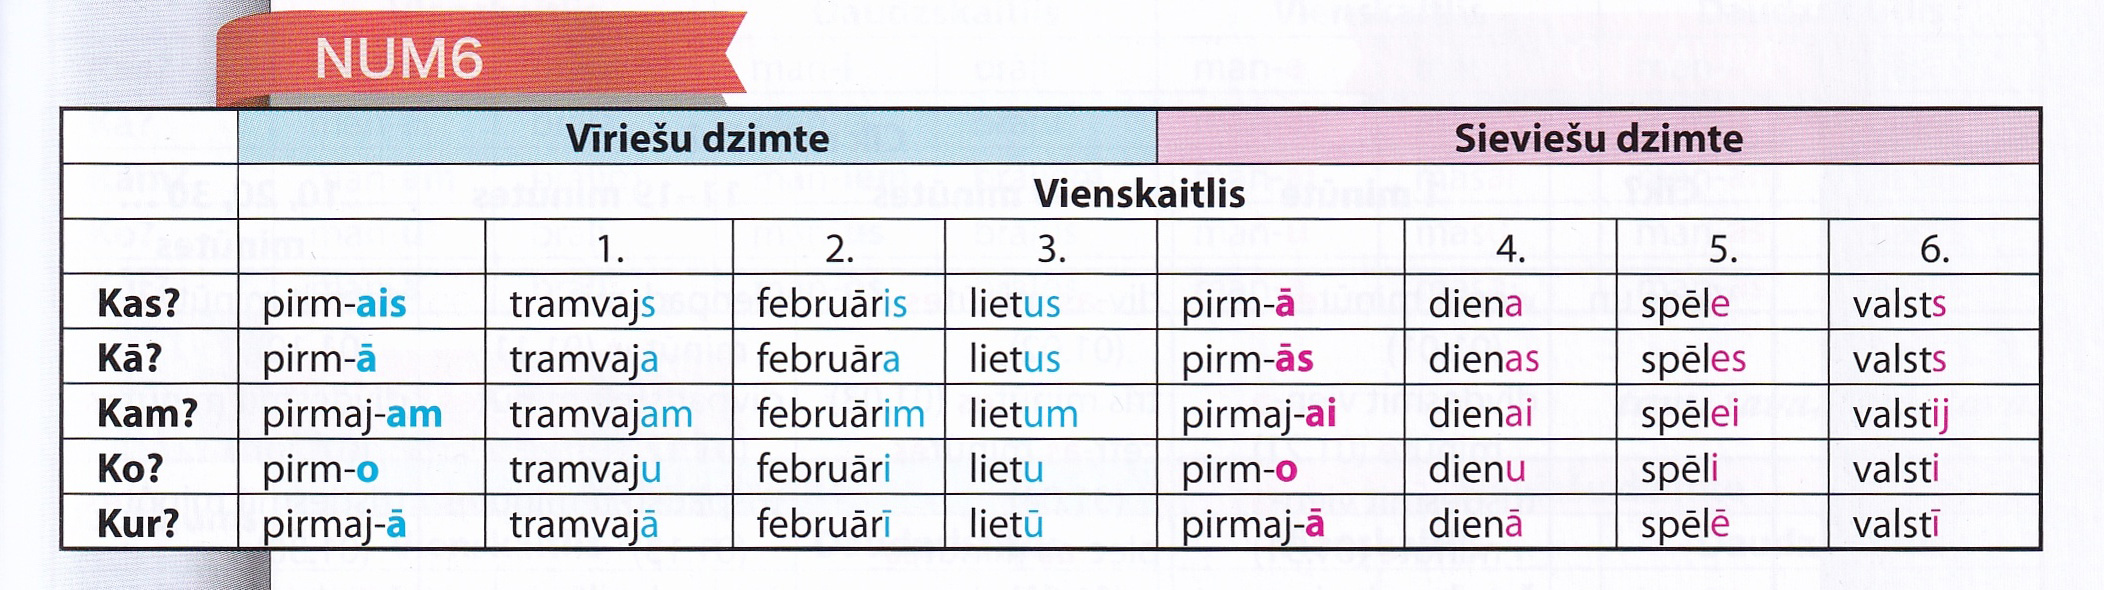 NUM6
Vīriešu dzimte Sieviešu dzimte
Vienskaitlis
1. 2. 3. 4. 5. 6.
Kas? pirm-ais tramvajs februāris lietus pirm-ā diena spēle valsts
Kā? pirm-ā tramvaja februāra lietus pirm-ās dienas spēles valsts
Kam? pirmaj-am tramvajam februārim lietum pirmaj-ai dienai spēlei valstij
Ko? pirm-o tramvaju februāri lietu pirm-o dienu spēli valsti
Kur? pirmaj-ā tramvajā februārī lietū pirmaj-ā dienā spēlē valstī